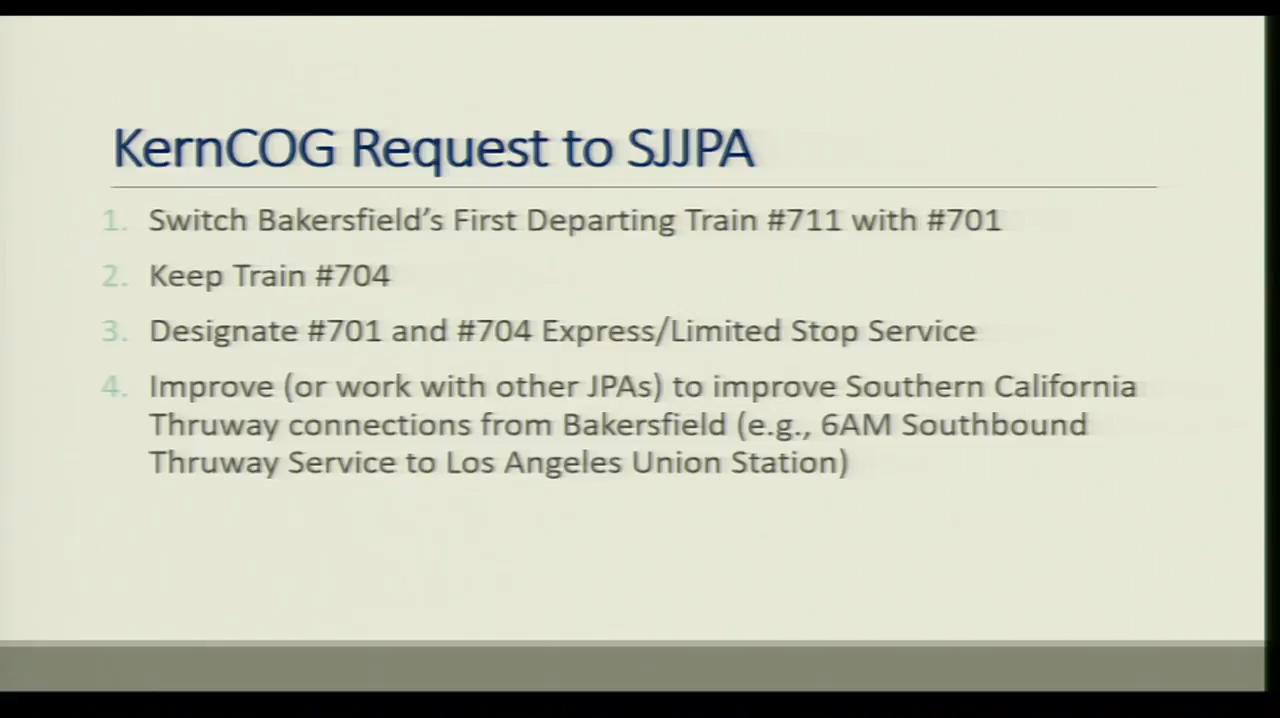 KernCOG Request to SJJPA
1. Switch Bakersfield's First Departing Train #711 with #701
2. Keep Train #704
3. Designate #701 and #704 Express/Limited Stop Service
4. Improve (or work with other JPAs) to improve Southern California
Thruway connections from Bakersfield (e.g., 6AM Southbound
Thruway Service to Los Angeles Union Station)